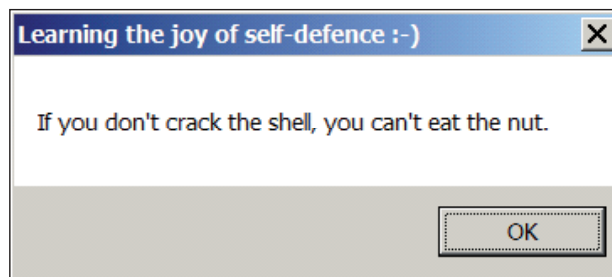 Learning the joy of self-defence :-)
If you don't crack the shell, you can't eat the nut.
OK